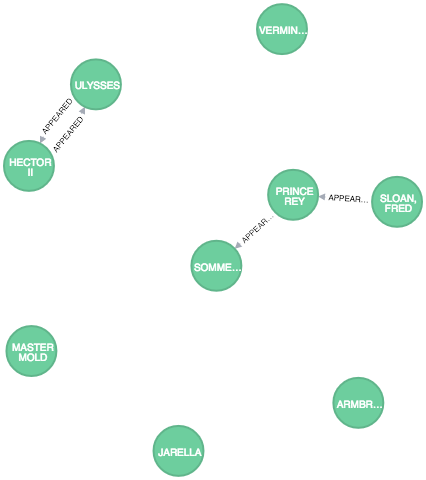 VERMIN…
ULYSSES
APPEARED
APPEARED
HECTOR
II
PRINCE
REY
APPEAR…
SLOAN,
FRED
APPEAR…
SOMME…
MASTER
MOLD
ARMBR…
JARELLA